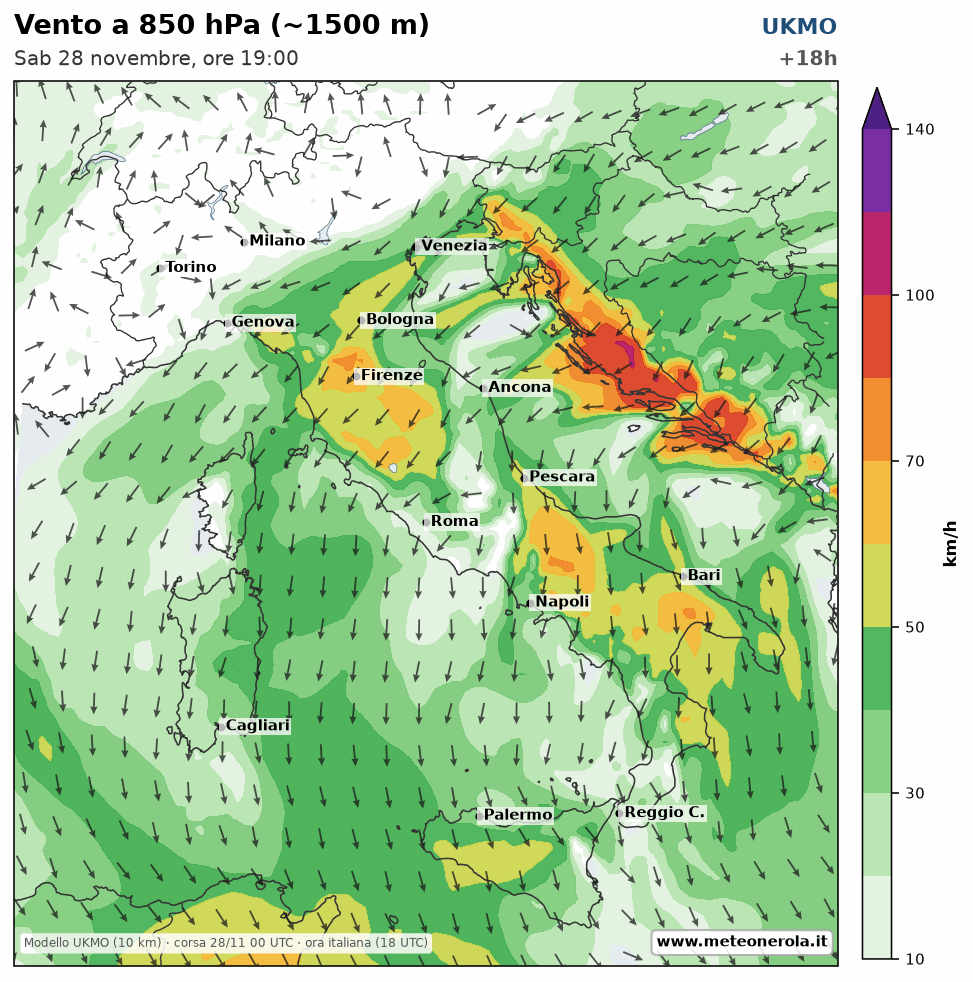 Vento a 850 hPa (~1500 m)
UKMO
Sab 28 novembre, ore 19:00
+18h
140
100
70
50
30
10
km/h
Milano
Venezia
Torino
Genova
Bologna
Firenze
Ancona
Pescara
Roma
Bari
Napoli
Cagliari
Palermo
Reggio C.
Modello UKMO (10 km) · corsa 28/11 00 UTC · ora italiana (18 UTC)
www.meteonerola.it